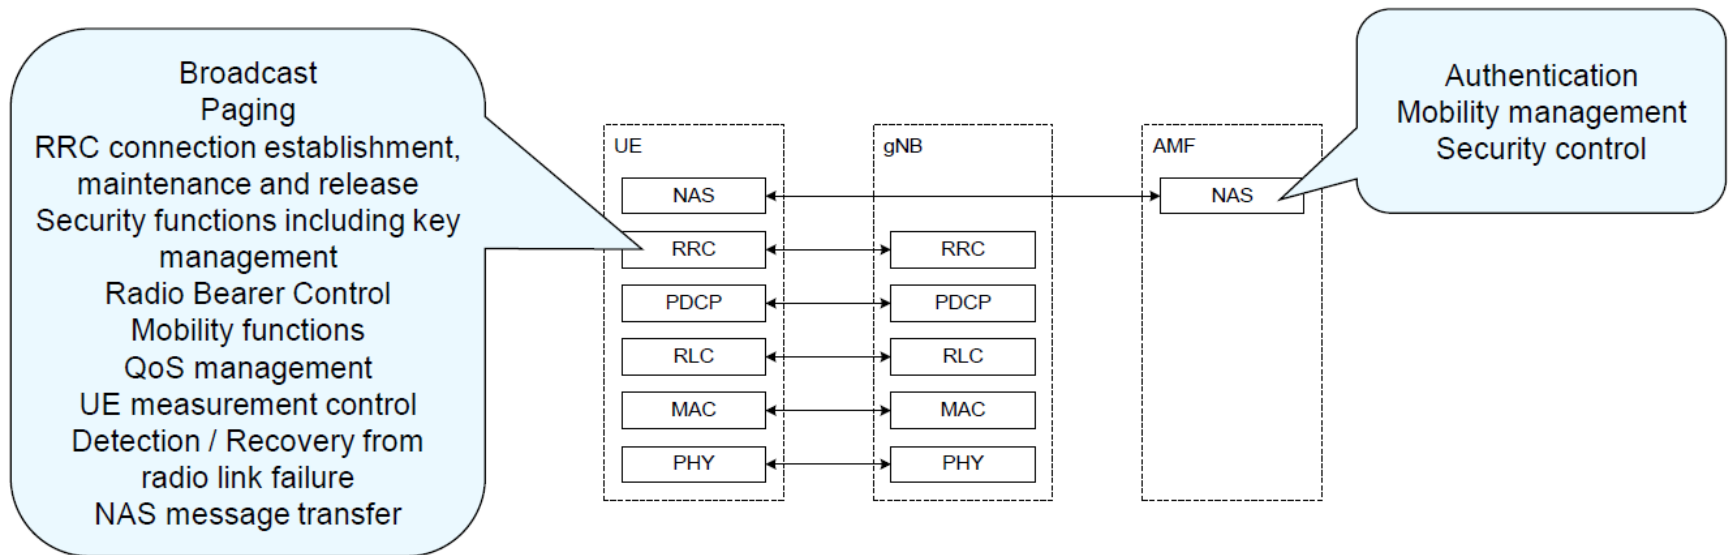 Broadcast
Paging
RRC connection establishment,
maintenance and release
Security functions including key
management
Radio Bearer Control
Mobility functions
QoS management
UE measurement control
Detection / Recovery from
radio link failure
NAS message transfer
UE
NAS
RRC
PDCP
RLC
MAC
PHY
gNB
RRC
PDCP
RLC
MAC
PHY
AMF
NAS
Authentication
Mobility management
Security control